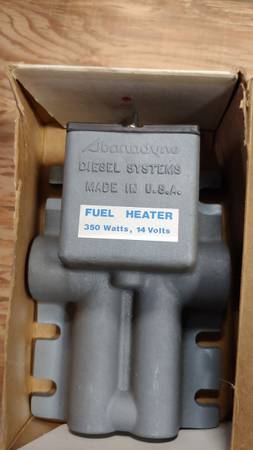 Stanadyne
DIESEL SYSTEMS
MADE IN U.S.A.
FUEL HEATER
350 Watts, 14 Volts